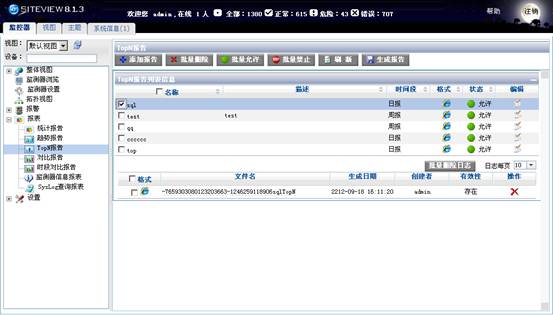 SITEVIEW 8.1.3
欢迎您 admin,在线 1 人 全部:1380 正常:615 危险:43 错误:707
帮助 注销
监控器 视图 主题 系统信息(1)
视图: 默认视图
设备:
整体视图
监测器浏览
监测器设置
拓扑视图
报警
报表
统计报告
趋势报告
TopN报告
对比报告
时段对比报告
监测器信息报表
SysLog查询报表
设置
TopN报告
添加报告 批量删除 批量允许 批量禁止 刷 新 生成报告
TopN报告列表信息
名称 描述 时间段 格式 状态 编辑
sql 日报 允许
test test 周报 允许
qq 日报 允许
cccccc 日报 允许
top 日报 允许
批量删除日志 日志每页 10
格式 文件名 生成日期 创建者 有效性 操作
-7659303080123203663-1246259118906sqlTopN 2212-09-18 16:11:20 admin 存在